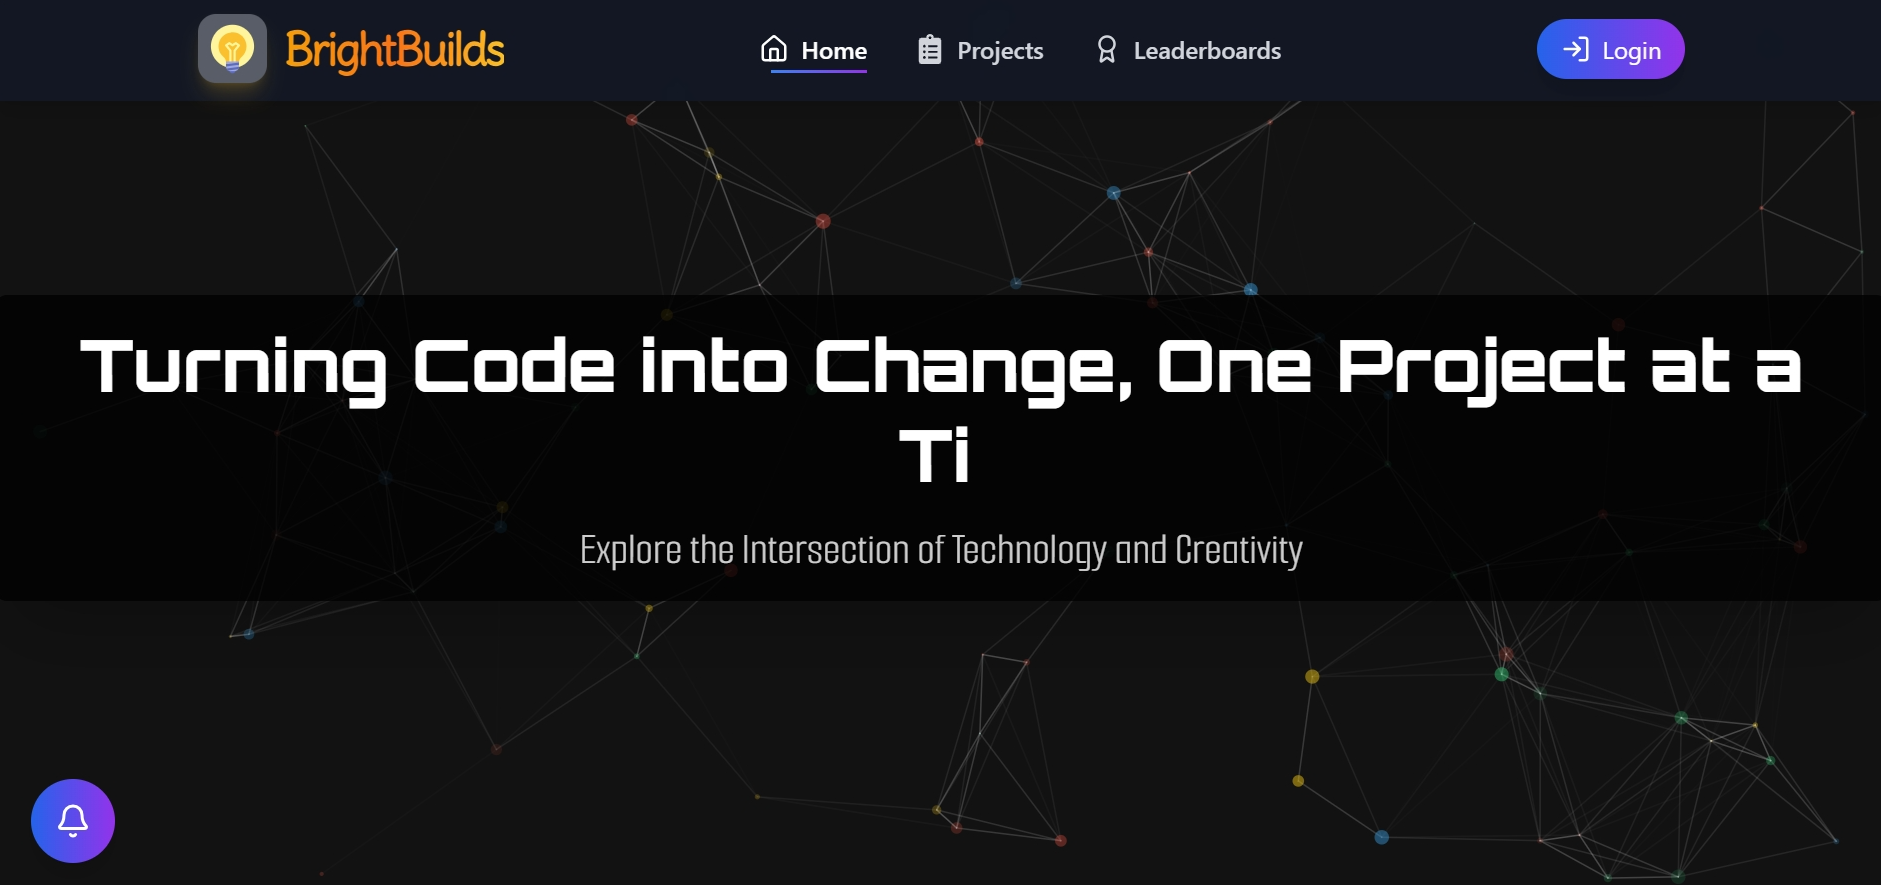 BrightBuilds
Home
Projects
Leaderboards
Login
Turning Code into Change, One Project at a
Ti
Explore the Intersection of Technology and Creativity